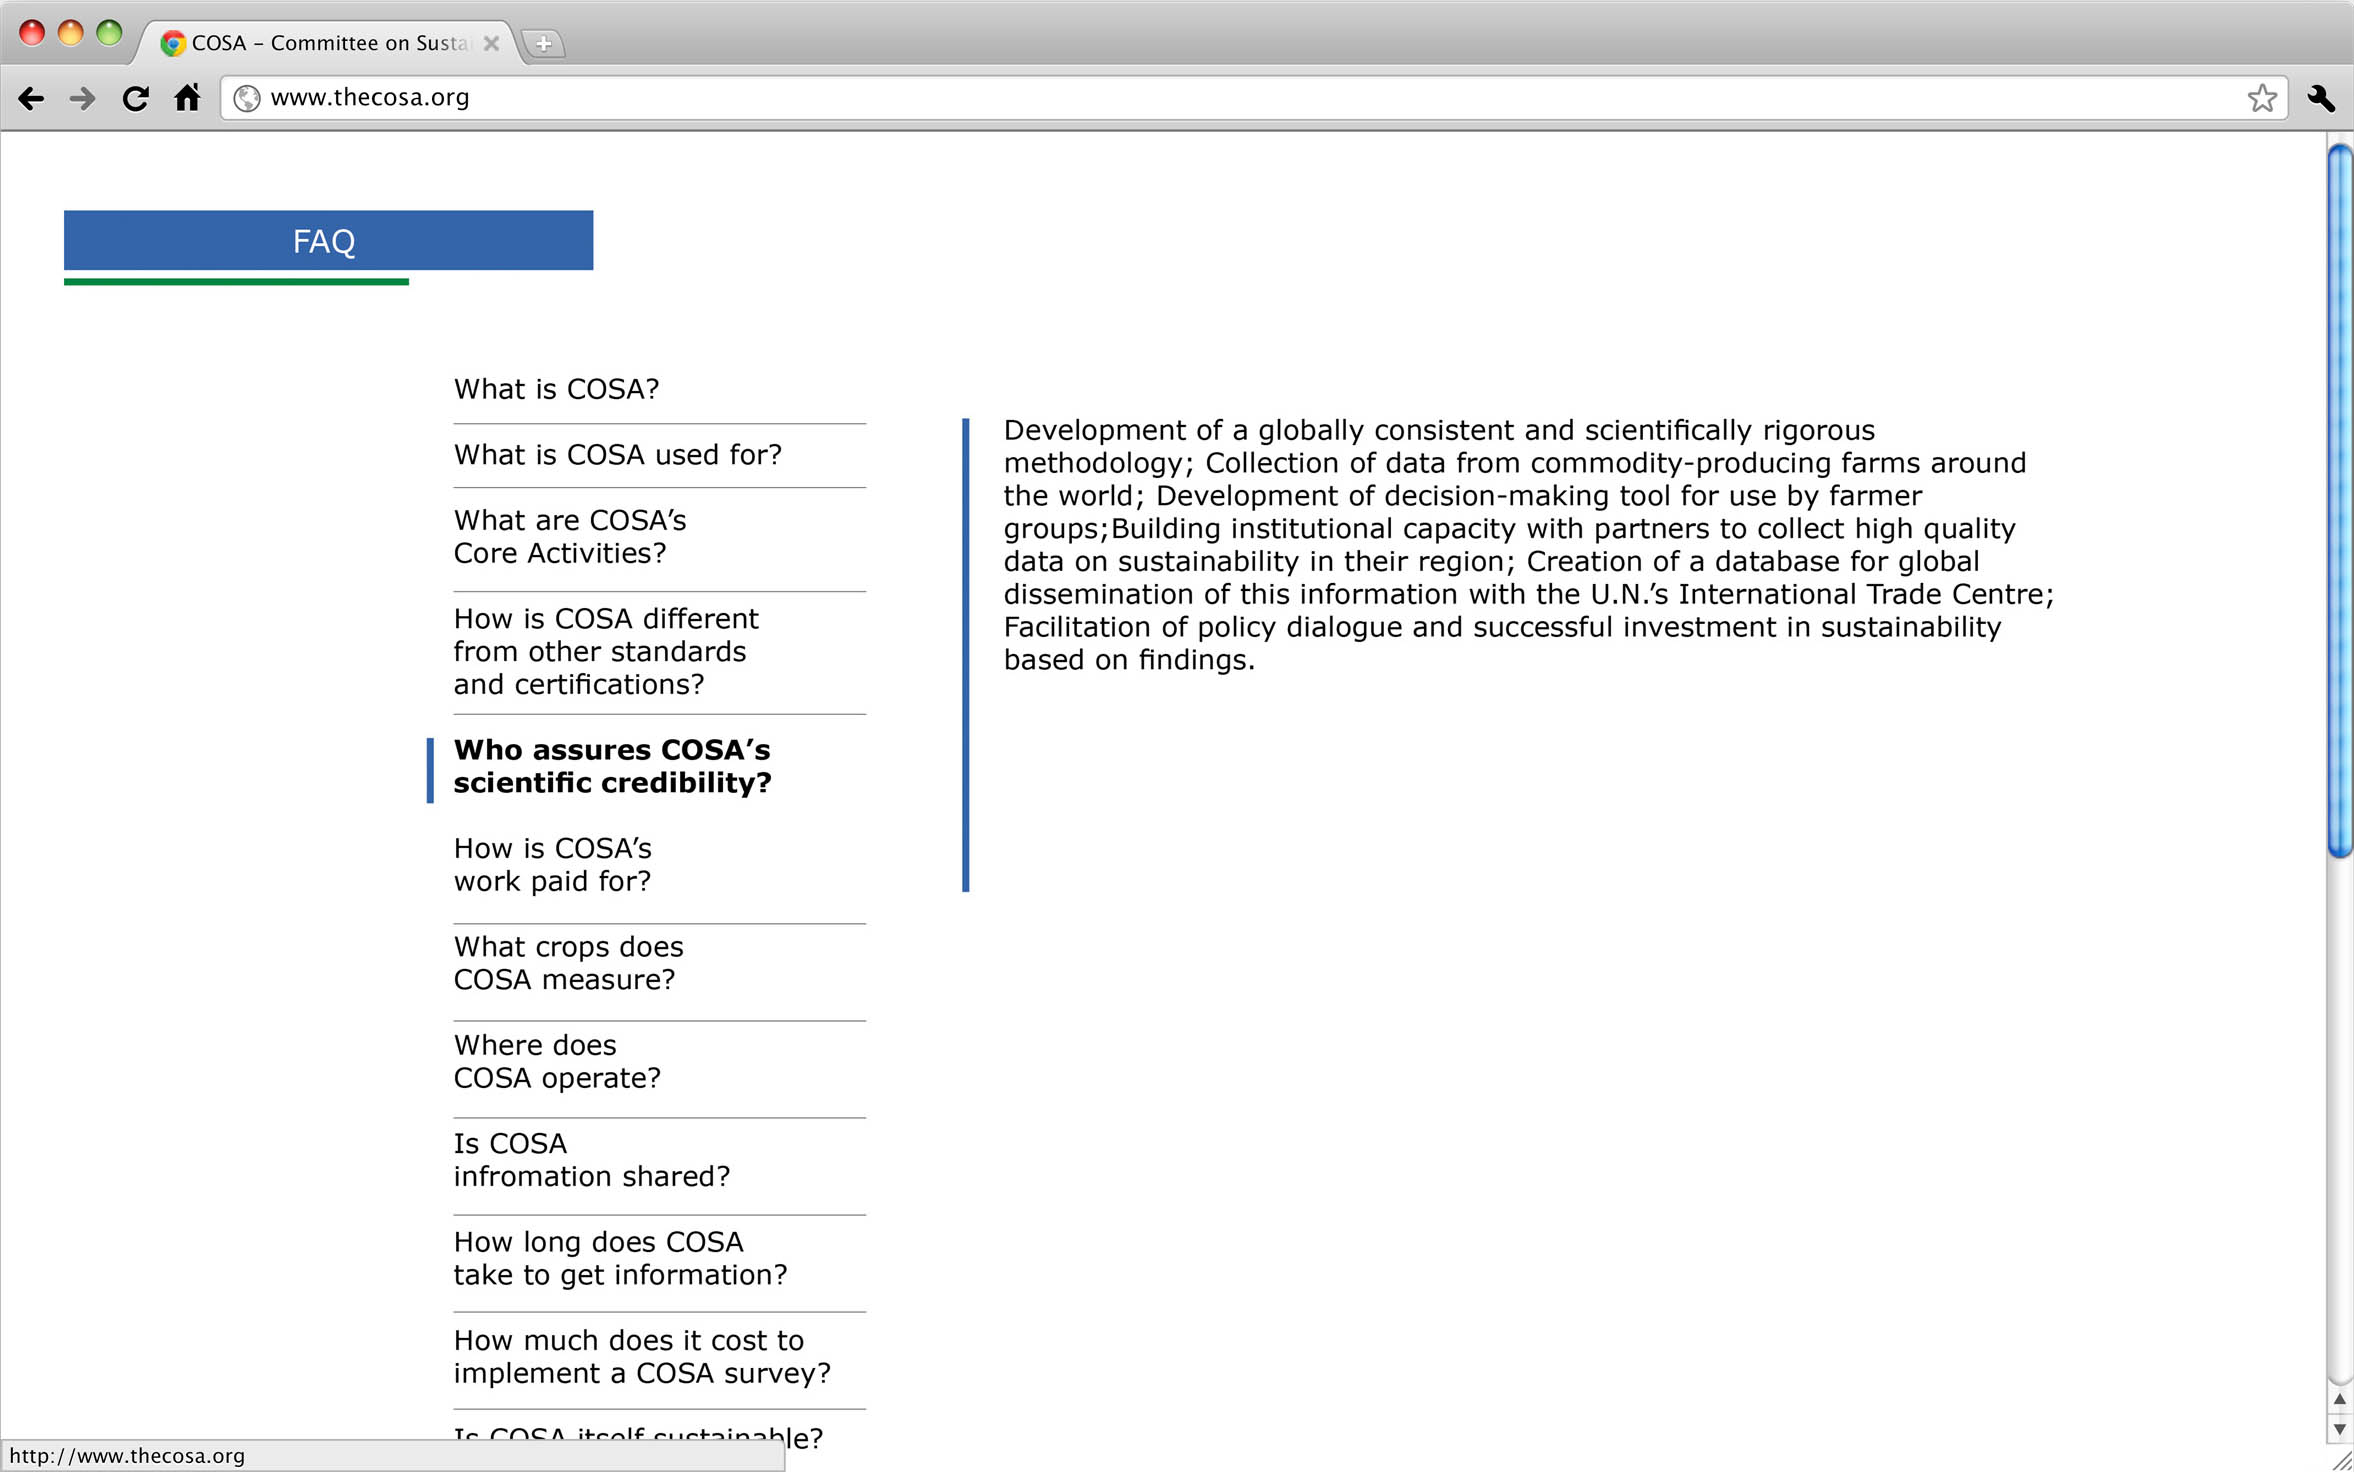 COSA – Committee on Susta
www.thecosa.org
FAQ
What is COSA?
What is COSA used for?
What are COSA’s
Core Activities?
How is COSA different
from other standards
and certifications?
Who assures COSA’s
scientific credibility?
How is COSA’s
work paid for?
What crops does
COSA measure?
Where does
COSA operate?
Is COSA
infromation shared?
How long does COSA
take to get information?
How much does it cost to
implement a COSA survey?
Is COSA itself sustainable?
Development of a globally consistent and scientifically rigorous
methodology; Collection of data from commodity-producing farms around
the world; Development of decision-making tool for use by farmer
groups;Building institutional capacity with partners to collect high quality
data on sustainability in their region; Creation of a database for global
dissemination of this information with the U.N.’s International Trade Centre;
Facilitation of policy dialogue and successful investment in sustainability
based on findings.
http://www.thecosa.org